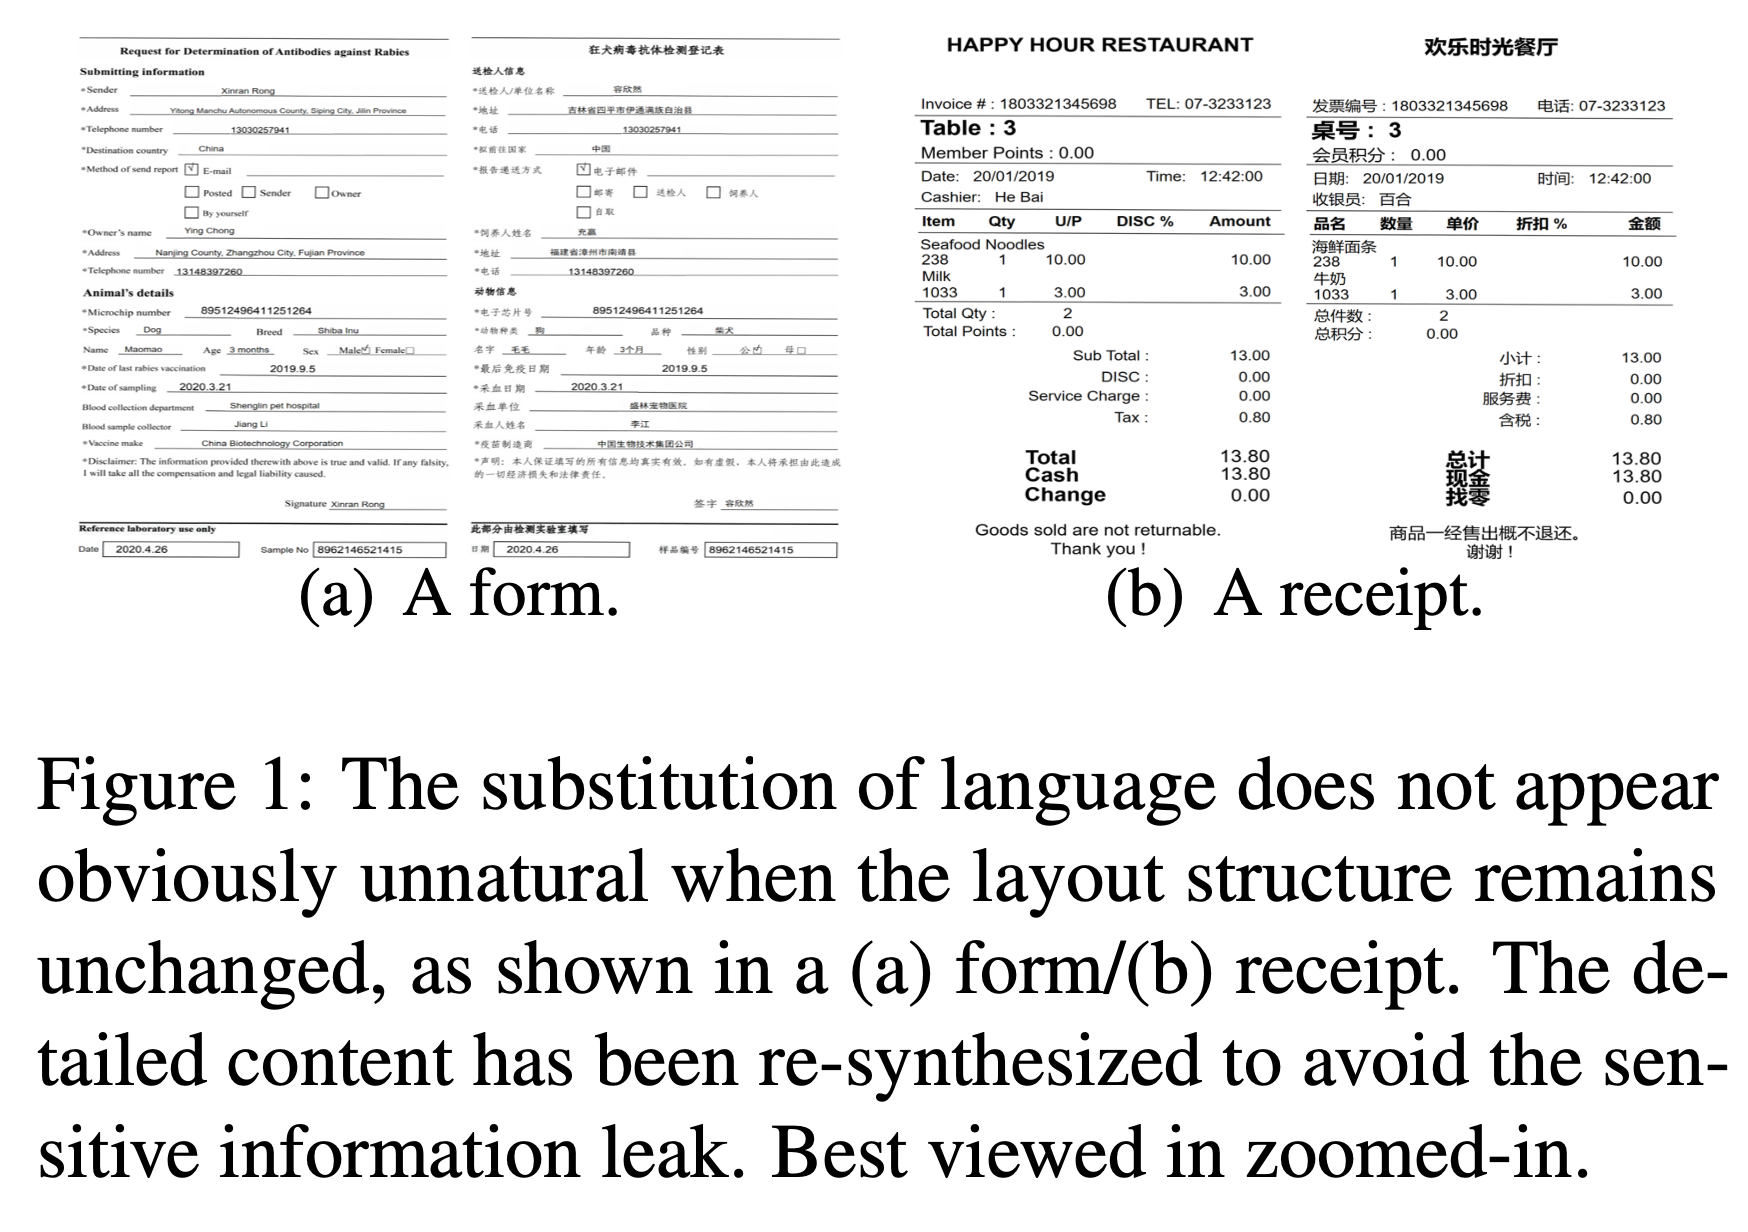 Request for Determination of Antibodies against Rabies
Submitting information
*Sender Xinran Rong
*Address Yitong Manchu Autonomous County, Siping City, Jilin Province
*Telephone number 13030257941
*Destination country China
*Method of send report √ E-mail
Posted Sender Owner
By yourself
*Owner's name Ying Chong
*Address Nanjing County, Zhangzhou City, Fujian Province
*Telephone number 13148397260
Animal's details
*Microchip number 89512496411251264
*Species Dog Breed Shiba Inu
Name Maomao Age 3 months Sex Male√ Female
*Date of last rabies vaccination 2019.9.5
*Date of sampling 2020.3.21
Blood collection department Shenglin pet hospital
Blood sample collector Jiang Li
*Vaccine make China Biotechnology Corporation
*Disclaimer: The information provided therewith above is true and valid. If any falsity,
I will take all the compensation and legal liability caused.
Signature Xinran Rong
Reference laboratory use only
Date 2020.4.26 Sample No 8962146521415
狂犬病毒抗体检测登记表
送检人信息
*送检人/单位名称 容欣然
*地址 吉林省四平市伊通满族自治县
*电话 13030257941
*拟前往国家 中国
*报告递送方式 √ 电子邮件
邮寄 送检人 饲养人
自取
*饲养人姓名 充嬴
*地址 福建省漳州市南靖县
*电话 13148397260
动物信息
*电子芯片号 89512496411251264
*动物种类 狗 品种 柴犬
名字 毛毛 年龄 3个月 性别 公√ 母
*最后免疫日期 2019.9.5
*采血日期 2020.3.21
采血单位 盛林宠物医院
采血人姓名 李江
*疫苗制造商 中国生物技术集团公司
*声明：本人保证填写的所有信息均真实有效。如有虚假，本人将承担由此造成
的一切经济损失和法律责任。
签字 容欣然
此部分由检测实验室填写
日期 2020.4.26 样品编号 8962146521415
(a) A form.
HAPPY HOUR RESTAURANT
Invoice # : 1803321345698 TEL: 07-3233123
Table : 3
Member Points : 0.00
Date: 20/01/2019 Time: 12:42:00
Cashier: He Bai
Item Qty U/P DISC % Amount
Seafood Noodles
238 1 10.00 10.00
Milk
1033 1 3.00 3.00
Total Qty : 2
Total Points : 0.00
Sub Total : 13.00
DISC : 0.00
Service Charge : 0.00
Tax : 0.80
Total 13.80
Cash 13.80
Change 0.00
Goods sold are not returnable.
Thank you !
欢乐时光餐厅
发票编号 : 1803321345698 电话: 07-3233123
桌号 : 3
会员积分 : 0.00
日期: 20/01/2019 时间: 12:42:00
收银员: 百合
品名 数量 单价 折扣 % 金额
海鲜面条
238 1 10.00 10.00
牛奶
1033 1 3.00 3.00
总件数 : 2
总积分 : 0.00
小计 : 13.00
折扣 : 0.00
服务费 : 0.00
含税 : 0.80
总计 13.80
现金 13.80
找零 0.00
商品一经售出概不退还。
谢谢 !
(b) A receipt.
Figure 1: The substitution of language does not appear
obviously unnatural when the layout structure remains
unchanged, as shown in a (a) form/(b) receipt. The de-
tailed content has been re-synthesized to avoid the sen-
sitive information leak. Best viewed in zoomed-in.